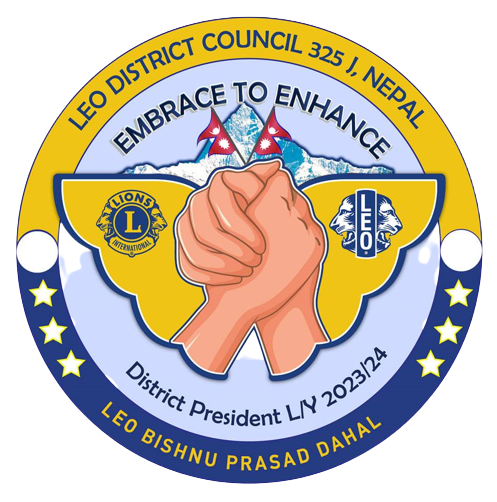 LEO DISTRICT COUNCIL 325 J, NEPAL
EMBRACE TO ENHANCE
LIONS
L
INTERNATIONAL
LEO
District President L/Y 2023/24
LEO BISHNU PRASAD DAHAL